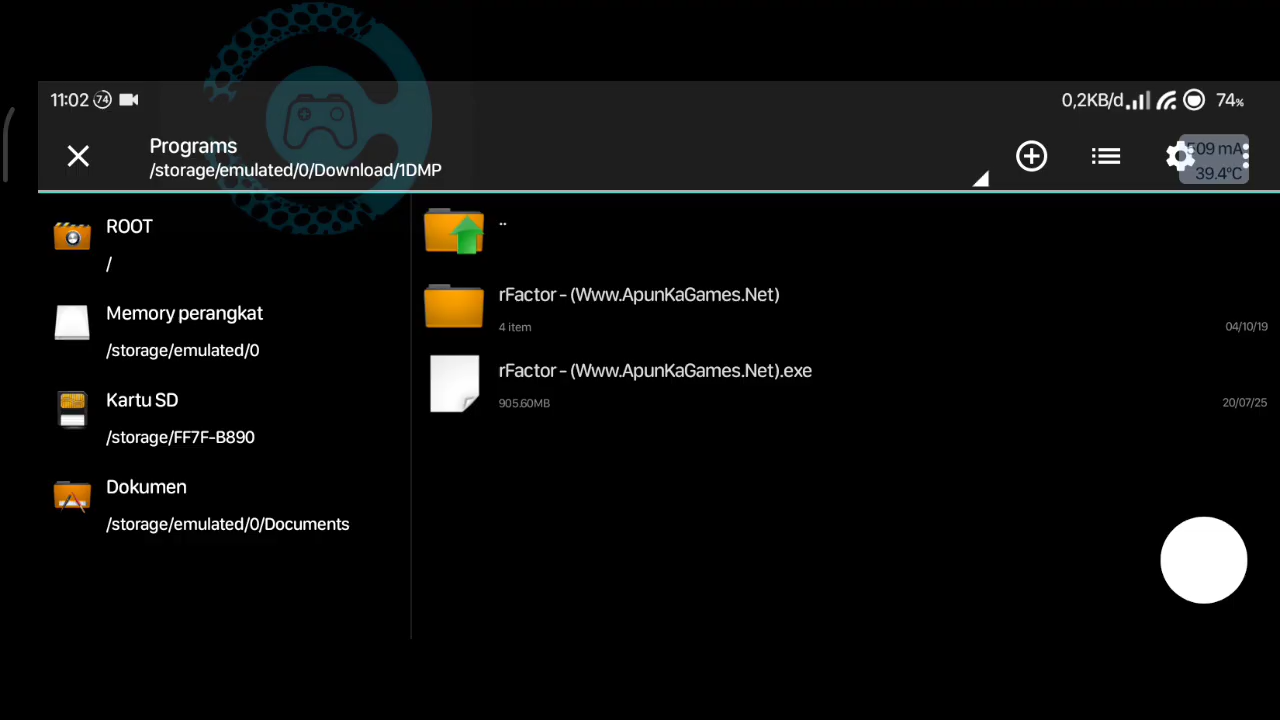 11:02 74
0,2KB/d 74%
Programs
/storage/emulated/0/Download/1DMP
509 mA
39.4°C
ROOT
/
Memory perangkat
/storage/emulated/0
Kartu SD
/storage/FF7F-B890
Dokumen
/storage/emulated/0/Documents
..
rFactor - (Www.ApunKaGames.Net)
4 item
04/10/19
rFactor - (Www.ApunKaGames.Net).exe
905.60MB
20/07/25